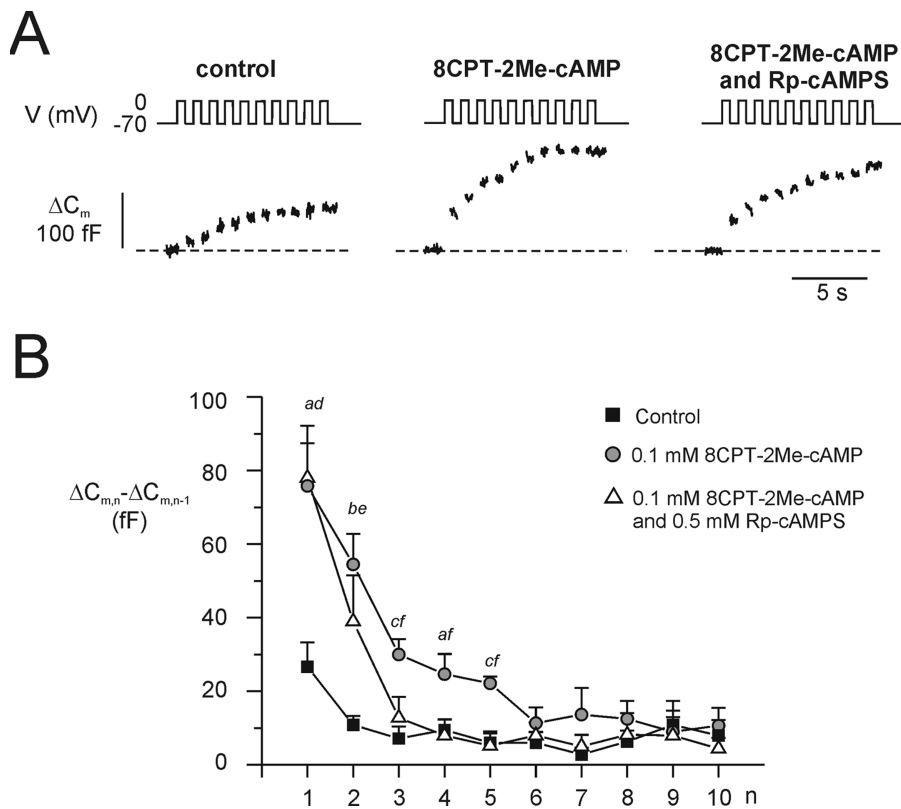 A
control
8CPT-2Me-cAMP
8CPT-2Me-cAMP
and Rp-cAMPS
V (mV)
0
-70
ΔCm
100 fF
5 s
B
ΔCm,n-ΔCm,n-1
(fF)
100
80
60
40
20
0
ad
be
cf
af
cf
Control
0.1 mM 8CPT-2Me-cAMP
0.1 mM 8CPT-2Me-cAMP
and 0.5 mM Rp-cAMPS
1 2 3 4 5 6 7 8 9 10 n